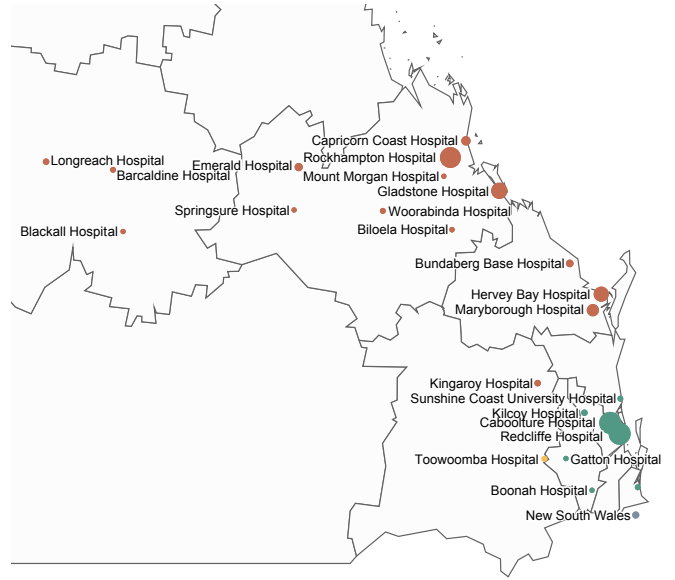 Capricorn Coast Hospital
Rockhampton Hospital
Longreach Hospital
Emerald Hospital
Barcaldine Hospital
Mount Morgan Hospital
Gladstone Hospital
Springsure Hospital
Woorabinda Hospital
Blackall Hospital
Biloela Hospital
Bundaberg Base Hospital
Hervey Bay Hospital
Maryborough Hospital
Kingaroy Hospital
Sunshine Coast University Hospital
Kilcoy Hospital
Caboolture Hospital
Redcliffe Hospital
Toowoomba Hospital
Gatton Hospital
Boonah Hospital
New South Wales